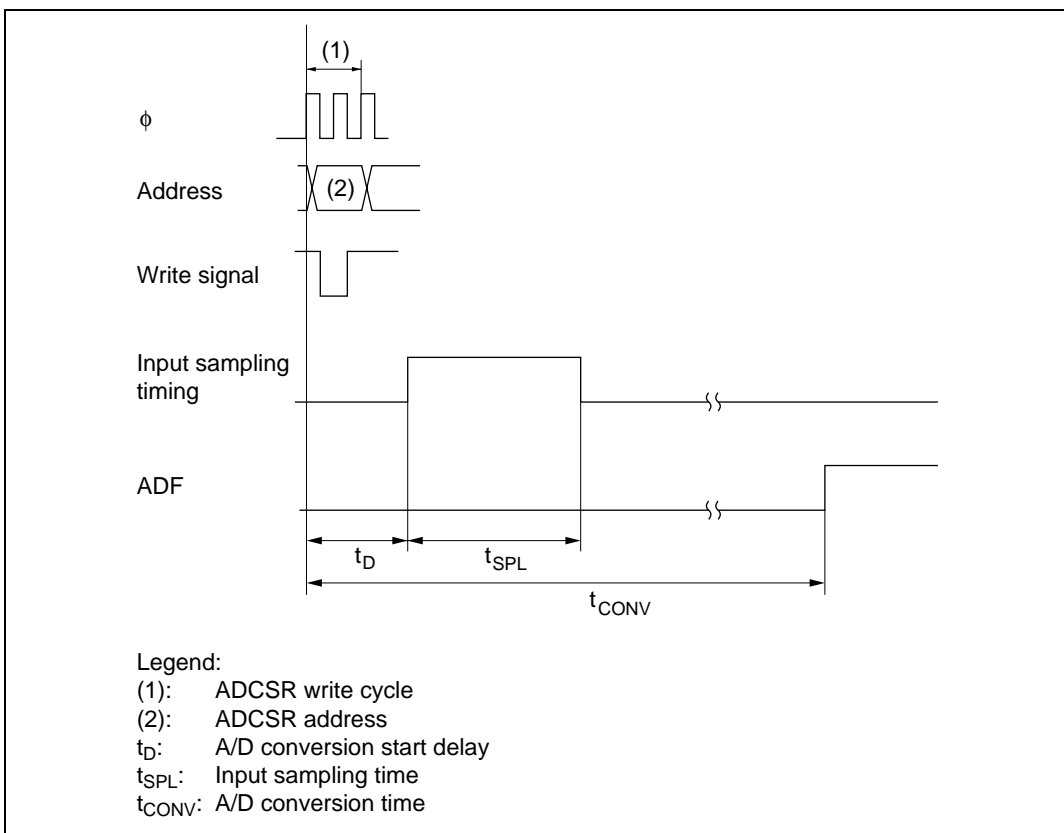 (1)
ϕ
Address
(2)
Write signal
Input sampling
timing
ADF
tD
tSPL
tCONV
Legend:
(1): ADCSR write cycle
(2): ADCSR address
tD: A/D conversion start delay
tSPL: Input sampling time
tCONV: A/D conversion time